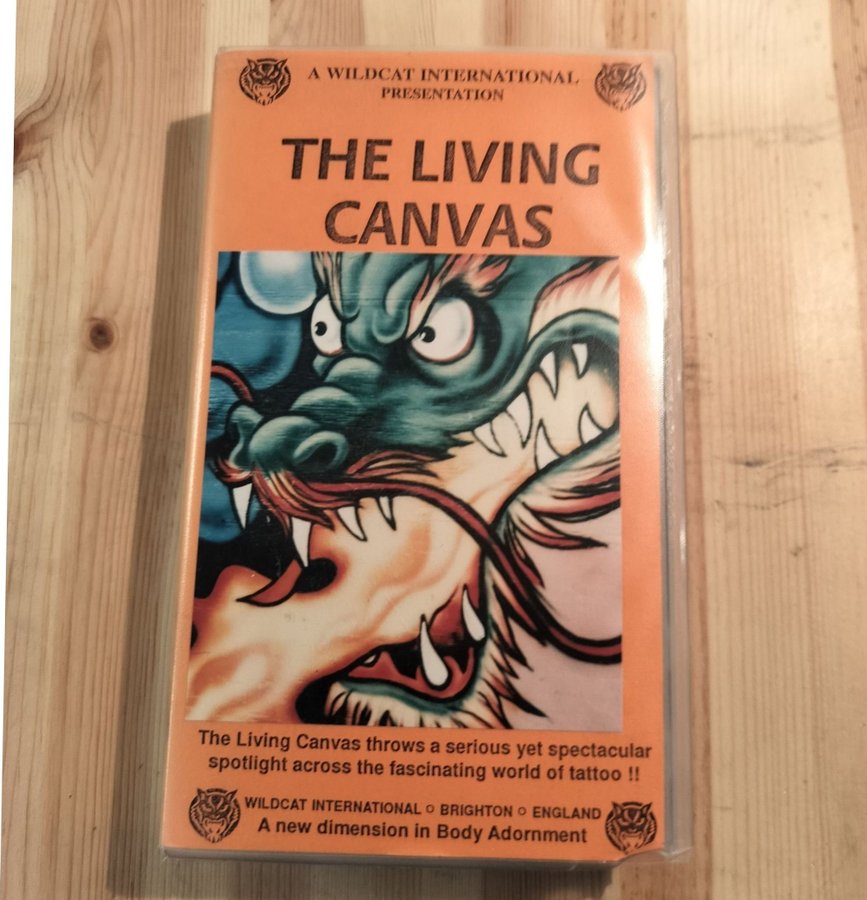 A WILDCAT INTERNATIONAL
PRESENTATION
THE LIVING
CANVAS
The Living Canvas throws a serious yet spectacular
spotlight across the fascinating world of tattoo !!
WILDCAT INTERNATIONAL ○ BRIGHTON ○ ENGLAND
A new dimension in Body Adornment